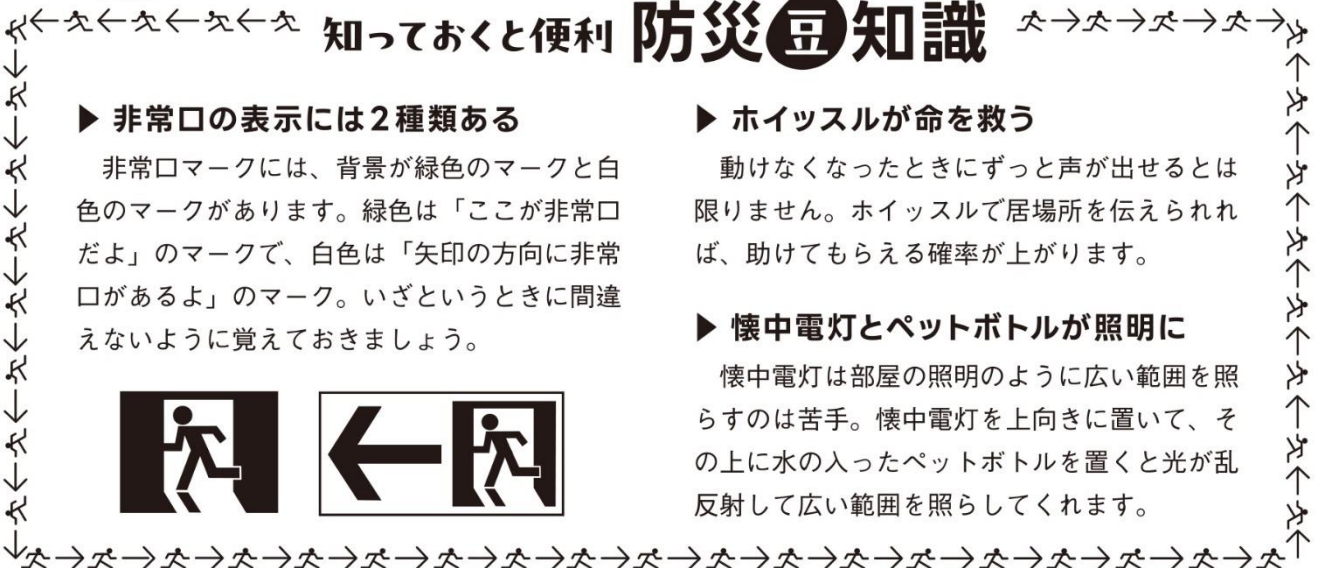 知っておくと便利 防災豆知識
▶ 非常口の表示には2種類ある
　非常口マークには、背景が緑色のマークと白
色のマークがあります。緑色は「ここが非常口
だよ」のマークで、白色は「矢印の方向に非常
口があるよ」のマーク。いざというときに間違
えないように覚えておきましょう。
▶ ホイッスルが命を救う
　動けなくなったときにずっと声が出せるとは
限りません。ホイッスルで居場所を伝えられれ
ば、助けてもらえる確率が上がります。
▶ 懐中電灯とペットボトルが照明に
　懐中電灯は部屋の照明のように広い範囲を照
らすのは苦手。懐中電灯を上向きに置いて、そ
の上に水の入ったペットボトルを置くと光が乱
反射して広い範囲を照らしてくれます。